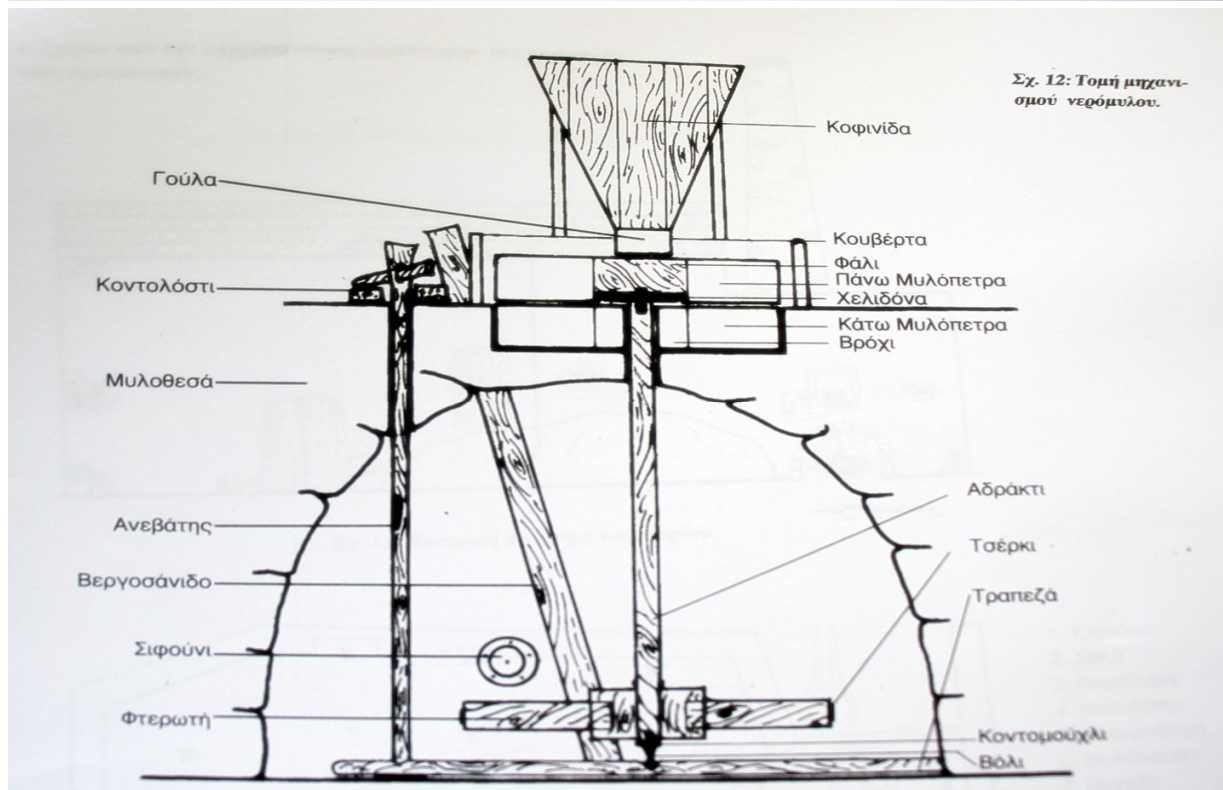 Σχ. 12: Τομή μηχανι-
σμού νερόμυλου.
Κοφινίδα
Γούλα
Κουβέρτα
Φάλι
Πάνω Μυλόπετρα
Κοντολόστι
Χελιδόνα
Κάτω Μυλόπετρα
Βρόχι
Μυλοθεσά
Αδράκτι
Ανεβάτης
Τσέρκι
Βεργοσάνιδο
Τραπεζά
Σιφούνι
Φτερωτή
Κοντομούχλι
Βόλι